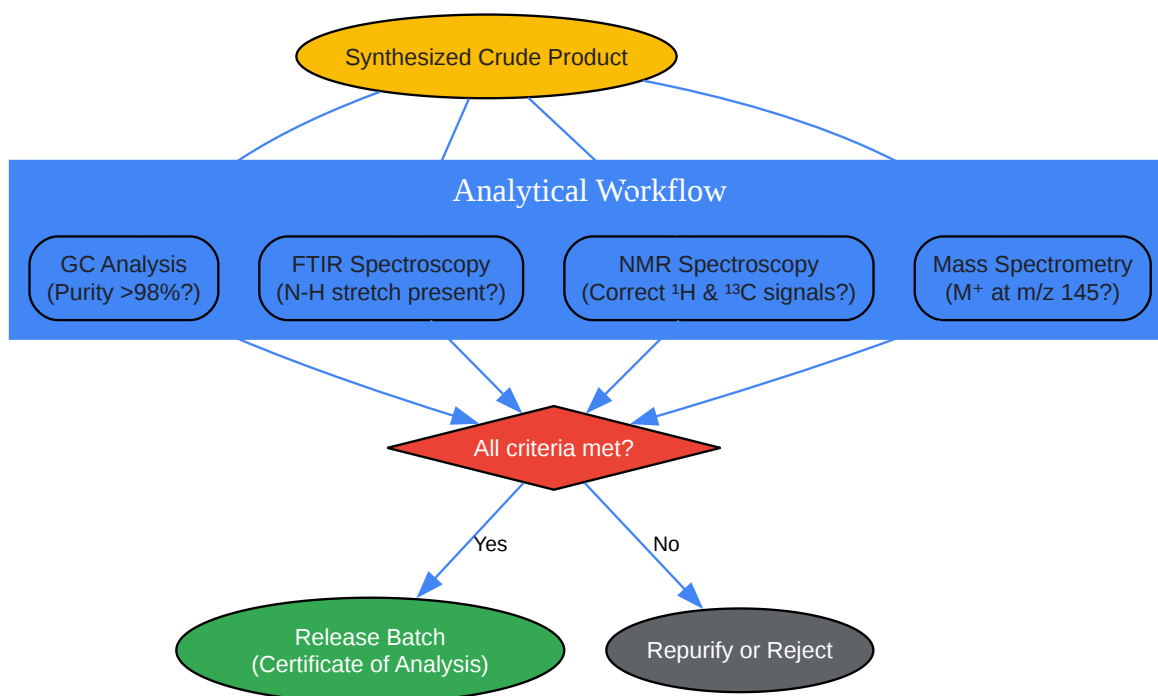 Synthesized Crude Product
Analytical Workflow
GC Analysis
(Purity >98%?)
FTIR Spectroscopy
(N-H stretch present?)
NMR Spectroscopy
(Correct ¹H & ¹³C signals?)
Mass Spectrometry
(M⁺ at m/z 145?)
All criteria met?
Yes
No
Release Batch
(Certificate of Analysis)
Repurify or Reject